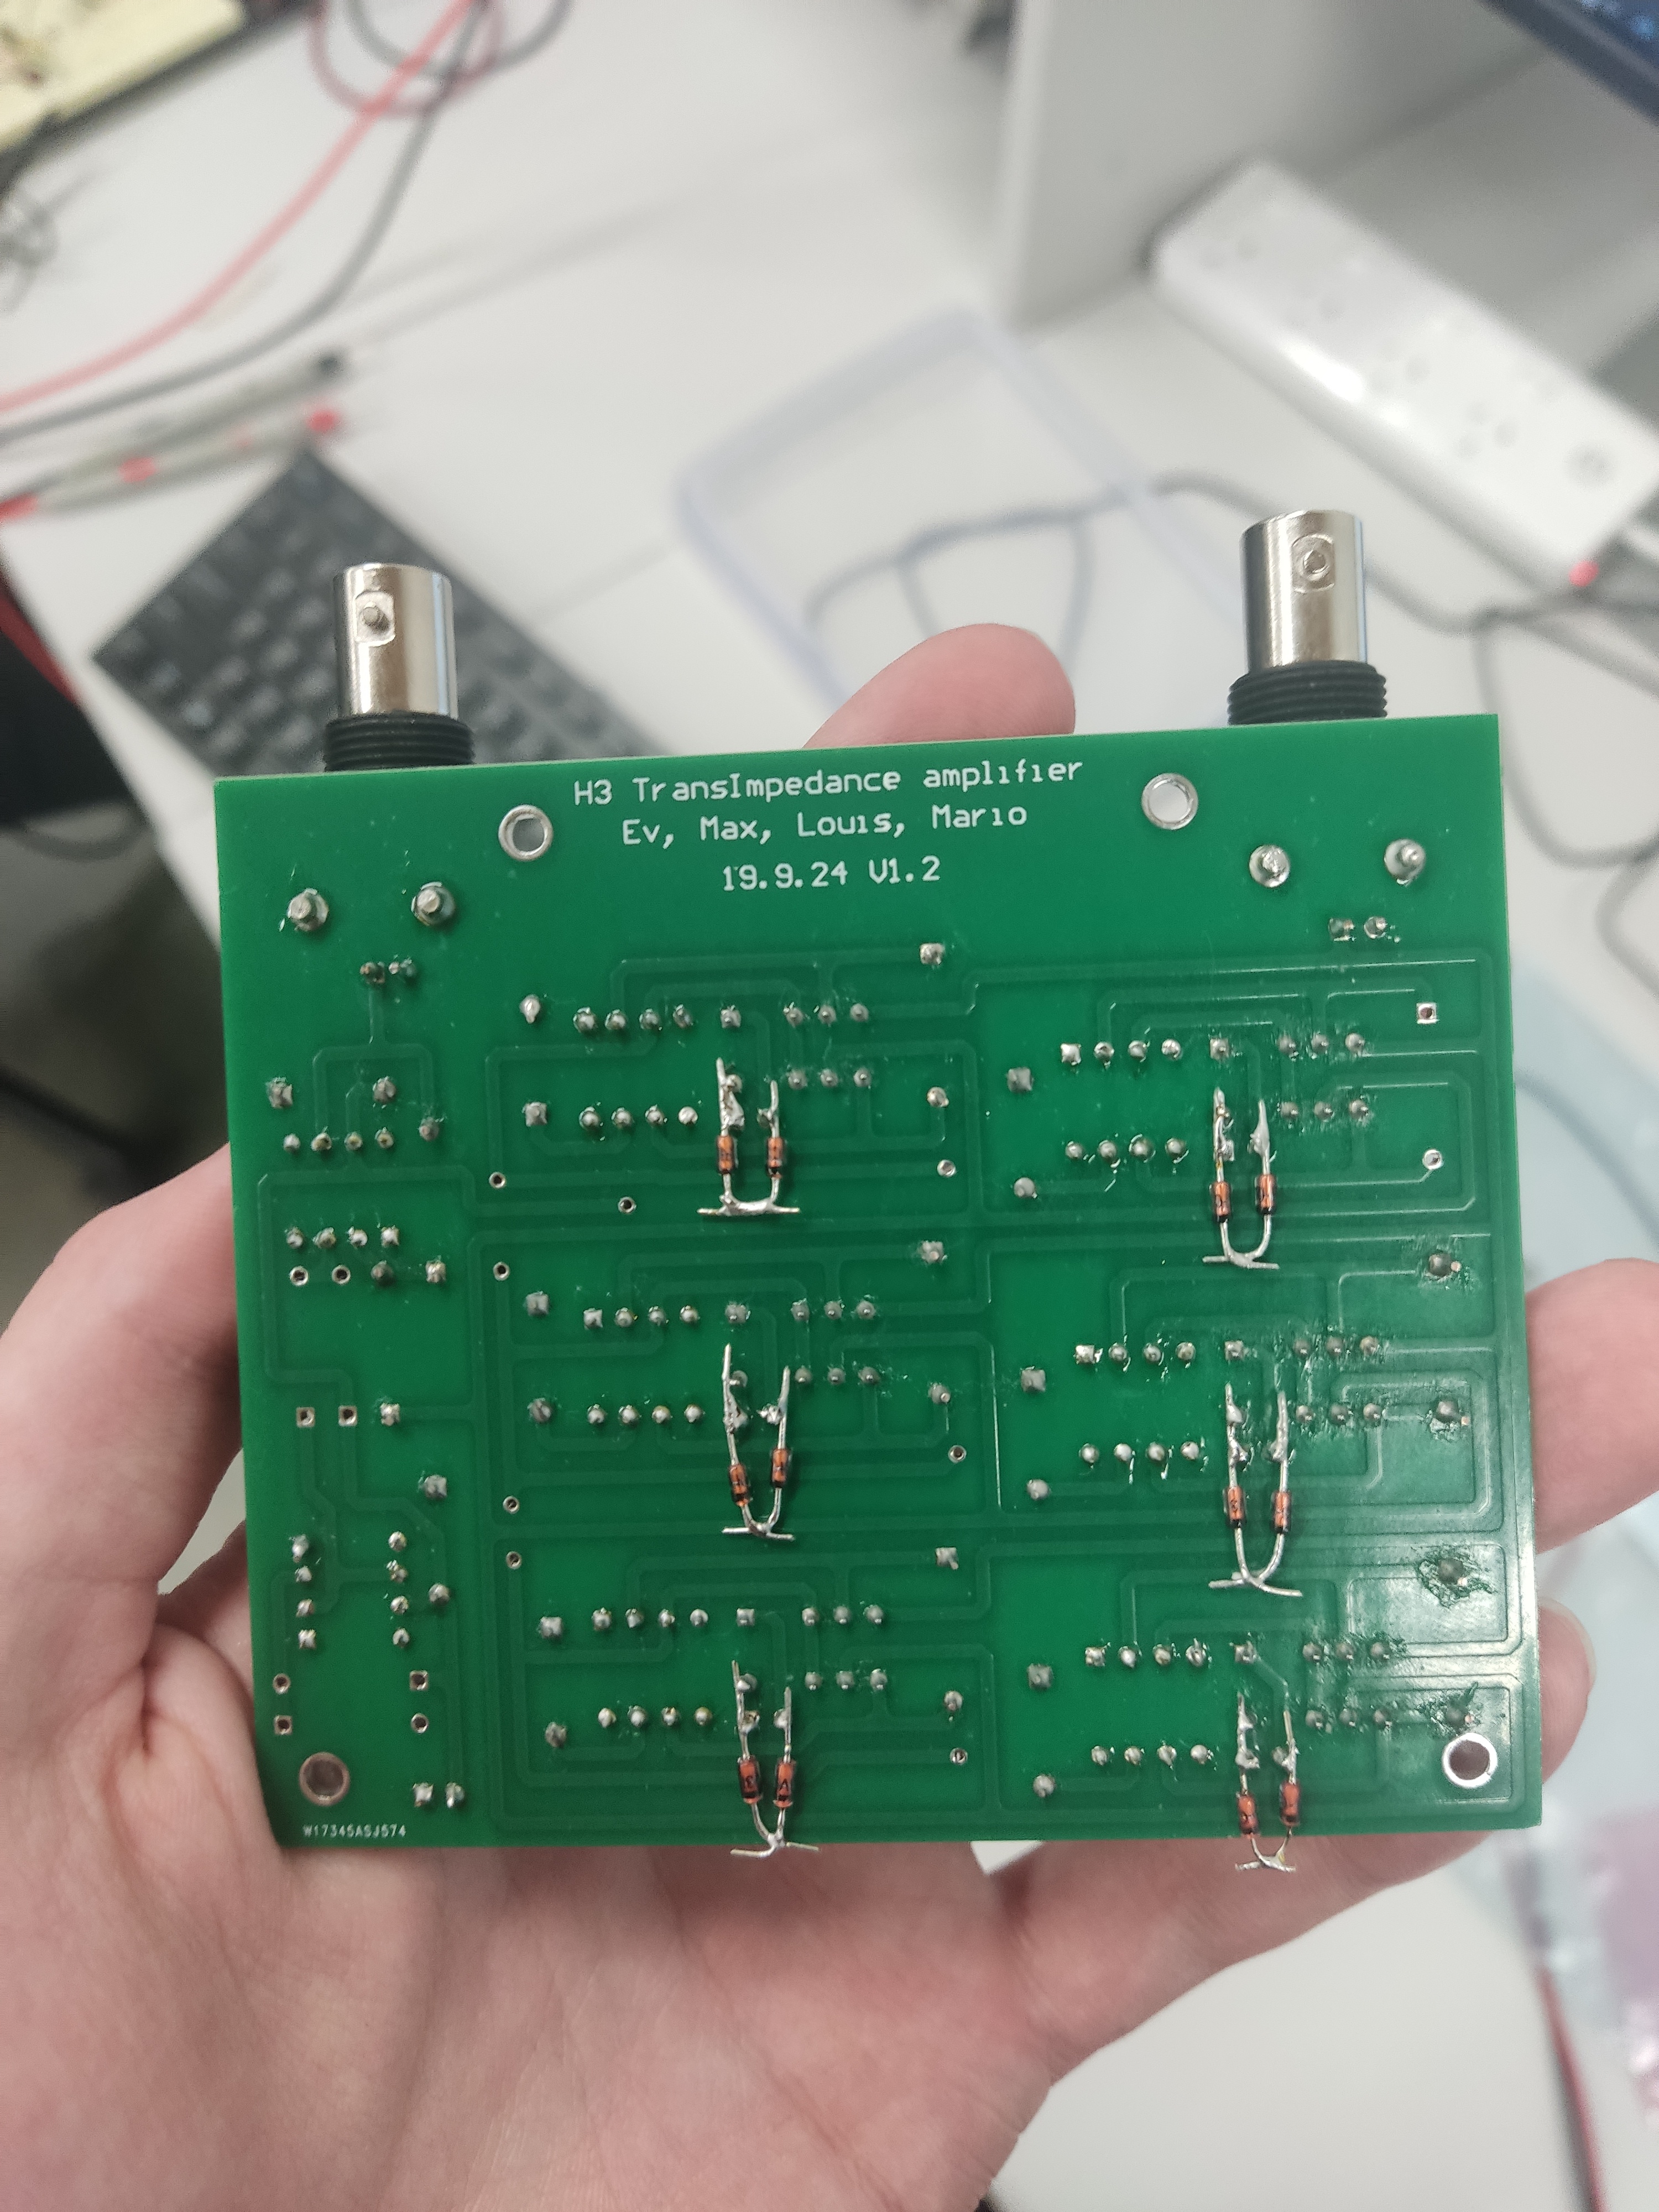 H3 TransImpedance amplifier
Ev, Max, Louis, Mario
19.9.24 V1.2
W17345ASJ574